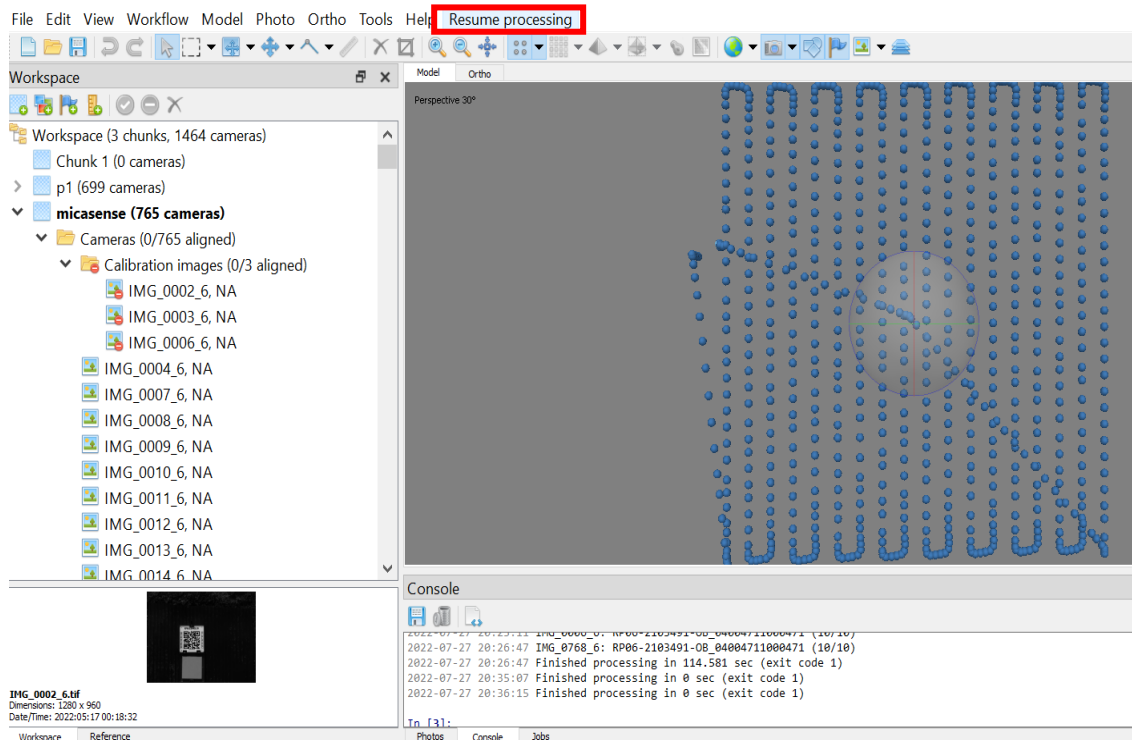 File Edit View Workflow Model Photo Ortho Tools Help Resume processing
Workspace
Model Ortho
Perspective 30°
Workspace (3 chunks, 1464 cameras)
Chunk 1 (0 cameras)
p1 (699 cameras)
micasense (765 cameras)
Cameras (0/765 aligned)
Calibration images (0/3 aligned)
IMG_0002_6, NA
IMG_0003_6, NA
IMG_0006_6, NA
IMG_0004_6, NA
IMG_0007_6, NA
IMG_0008_6, NA
IMG_0009_6, NA
IMG_0010_6, NA
IMG_0011_6, NA
IMG_0012_6, NA
IMG_0013_6, NA
IMG_0014_6, NA
IMG_0002_6.tif
Dimensions: 1280 x 960
Date/Time: 2022:05:17 00:18:32
Workspace Reference
Console
2022-07-27 20:26:47 IMG_0768_6: RP06-2103491-OB_04004711000471 (10/10)
2022-07-27 20:26:47 Finished processing in 114.581 sec (exit code 1)
2022-07-27 20:35:07 Finished processing in 0 sec (exit code 1)
2022-07-27 20:36:15 Finished processing in 0 sec (exit code 1)
In [3]:
Photos Console Jobs